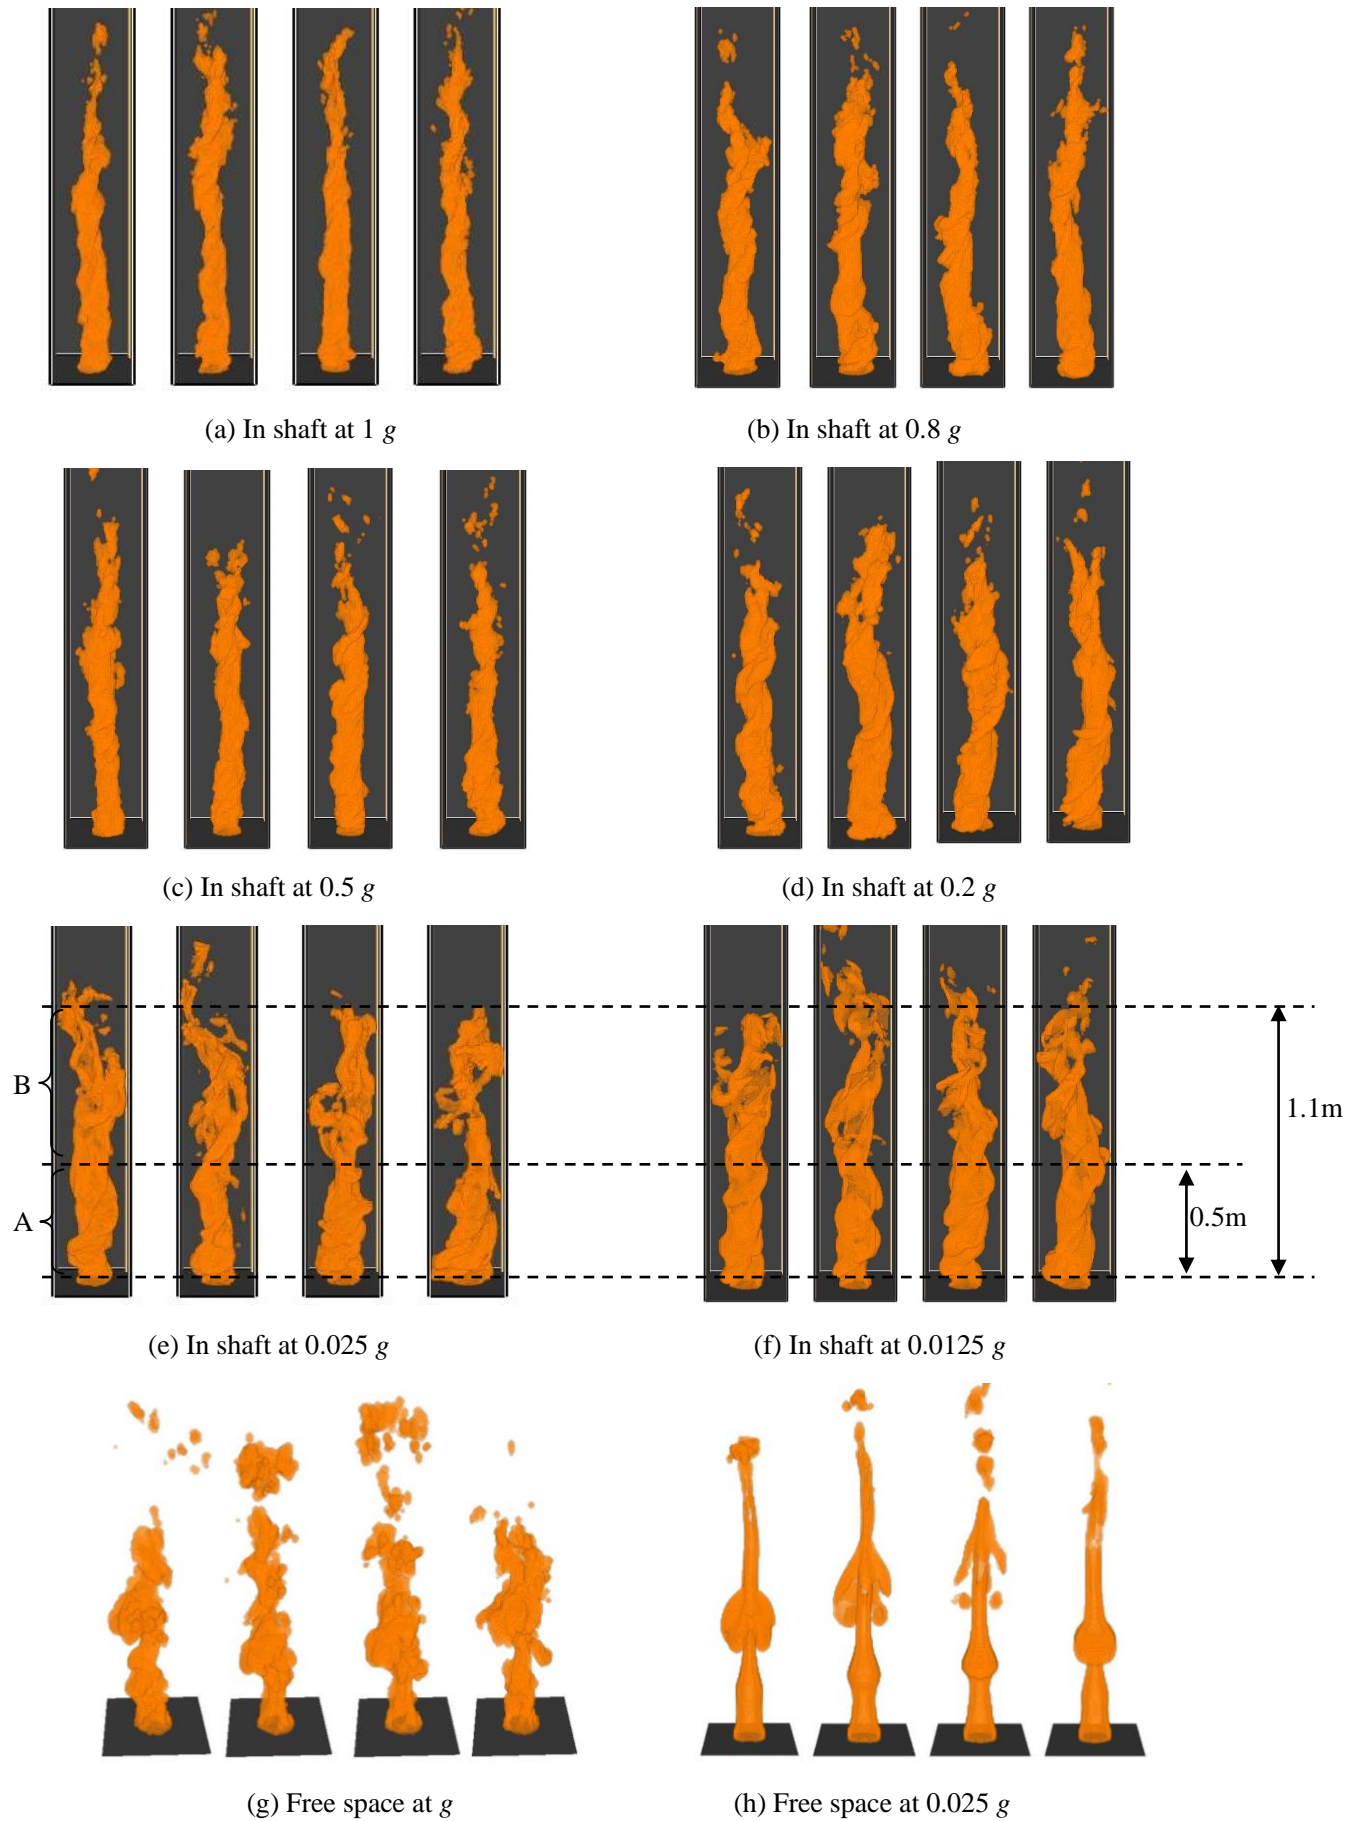 (a) In shaft at 1 g
(b) In shaft at 0.8 g
(c) In shaft at 0.5 g
(d) In shaft at 0.2 g
B
A
1.1m
0.5m
(e) In shaft at 0.025 g
(f) In shaft at 0.0125 g
(g) Free space at g
(h) Free space at 0.025 g